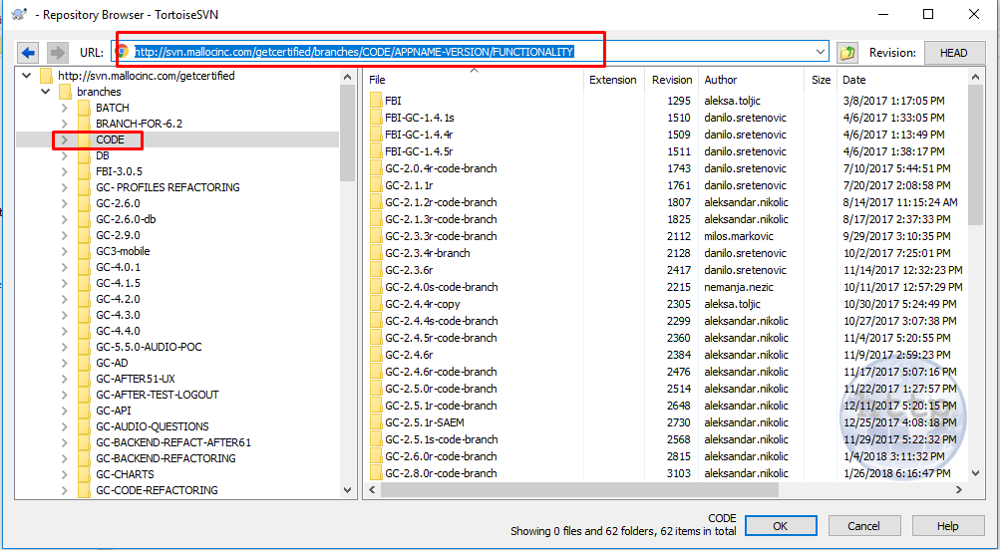 - Repository Browser - TortoiseSVN
URL: http://svn.mallocinc.com/getcertified/branches/CODE/APPNAME-VERSION/FUNCTIONALITY Revision: HEAD
http://svn.mallocinc.com/getcertified
branches
BATCH
BRANCH-FOR-6.2
CODE
DB
FBI-3.0.5
GC- PROFILES REFACTORING
GC-2.6.0
GC-2.6.0-db
GC-2.9.0
GC3-mobile
GC-4.0.1
GC-4.1.5
GC-4.2.0
GC-4.3.0
GC-4.4.0
GC-5.5.0-AUDIO-POC
GC-AD
GC-AFTER51-UX
GC-AFTER-TEST-LOGOUT
GC-API
GC-AUDIO-QUESTIONS
GC-BACKEND-REFACT-AFTER61
GC-BACKEND-REFACTORING
GC-CHARTS
GC-CODE-REFACTORING
File Extension Revision Author Size Date
FBI 1295 aleksa.toljic 3/8/2017 1:17:05 PM
FBI-GC-1.4.1s 1510 danilo.sretenovic 4/6/2017 1:33:05 PM
FBI-GC-1.4.4r 1509 danilo.sretenovic 4/6/2017 1:13:49 PM
FBI-GC-1.4.5r 1511 danilo.sretenovic 4/6/2017 1:38:17 PM
GC-2.0.4r-code-branch 1743 danilo.sretenovic 7/10/2017 5:44:51 PM
GC-2.1.1r 1761 danilo.sretenovic 7/20/2017 2:08:58 PM
GC-2.1.2r-code-branch 1807 aleksandar.nikolic 8/14/2017 11:15:24 AM
GC-2.1.3r-code-branch 1825 aleksandar.nikolic 8/17/2017 2:37:33 PM
GC-2.3.3r-code-branch 2112 milos.markovic 9/29/2017 3:10:35 PM
GC-2.3.4r-branch 2128 danilo.sretenovic 10/2/2017 7:25:01 PM
GC-2.3.6r 2417 danilo.sretenovic 11/14/2017 12:32:23 PM
GC-2.4.0s-code-branch 2215 nemanja.nezic 10/11/2017 12:57:29 PM
GC-2.4.4r-copy 2305 aleksa.toljic 10/30/2017 5:24:49 PM
GC-2.4.4s-code-branch 2299 aleksandar.nikolic 10/27/2017 3:07:38 PM
GC-2.4.5r-code-branch 2360 aleksandar.nikolic 11/4/2017 5:20:55 PM
GC-2.4.6r 2384 aleksandar.nikolic 11/9/2017 2:59:23 PM
GC-2.4.6r-code-branch 2476 aleksandar.nikolic 11/17/2017 5:07:16 PM
GC-2.5.0r-code-branch 2514 aleksandar.nikolic 11/22/2017 1:27:57 PM
GC-2.5.1r-code-branch 2648 aleksandar.nikolic 12/11/2017 5:20:15 PM
GC-2.5.1r-SAEM 2730 aleksandar.nikolic 12/25/2017 4:08:18 PM
GC-2.5.1s-code-branch 2568 aleksandar.nikolic 11/29/2017 5:22:32 PM
GC-2.6.0r-code-branch 2815 aleksandar.nikolic 1/4/2018 3:11:32 PM
GC-2.8.0r-code-branch 3103 aleksandar.nikolic 1/26/2018 6:16:47 PM
http
CODE
Showing 0 files and 62 folders, 62 items in total
OK Cancel Help